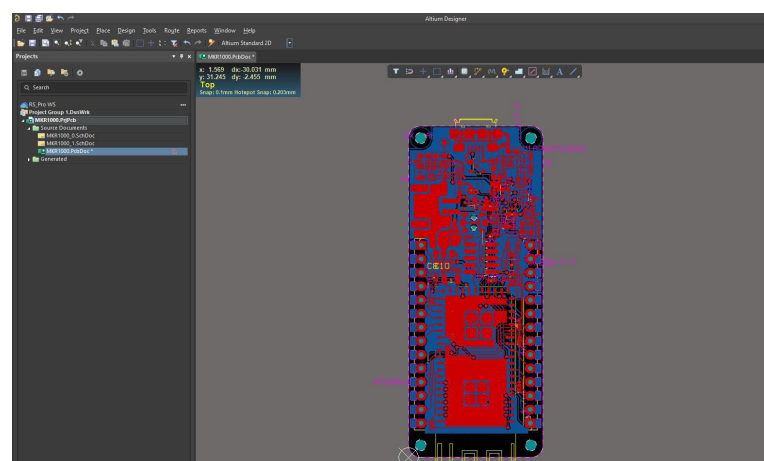 Altium Designer
File Edit View Project Place Design Tools Route Reports Window Help
Altium Standard 2D
Projects
MKR1000.PcbDoc *
x: 1.569 dx:-30.031 mm
y: 31.245 dy: -2.455 mm
Top
Snap: 0.1mm Hotspot Snap: 0.203mm
Search
RS_Pro WS
Project Group 1.DsnWrk
MKR1000.PrjPcb
Source Documents
MKR1000_0.SchDoc
MKR1000_1.SchDoc
MKR1000.PcbDoc *
Generated